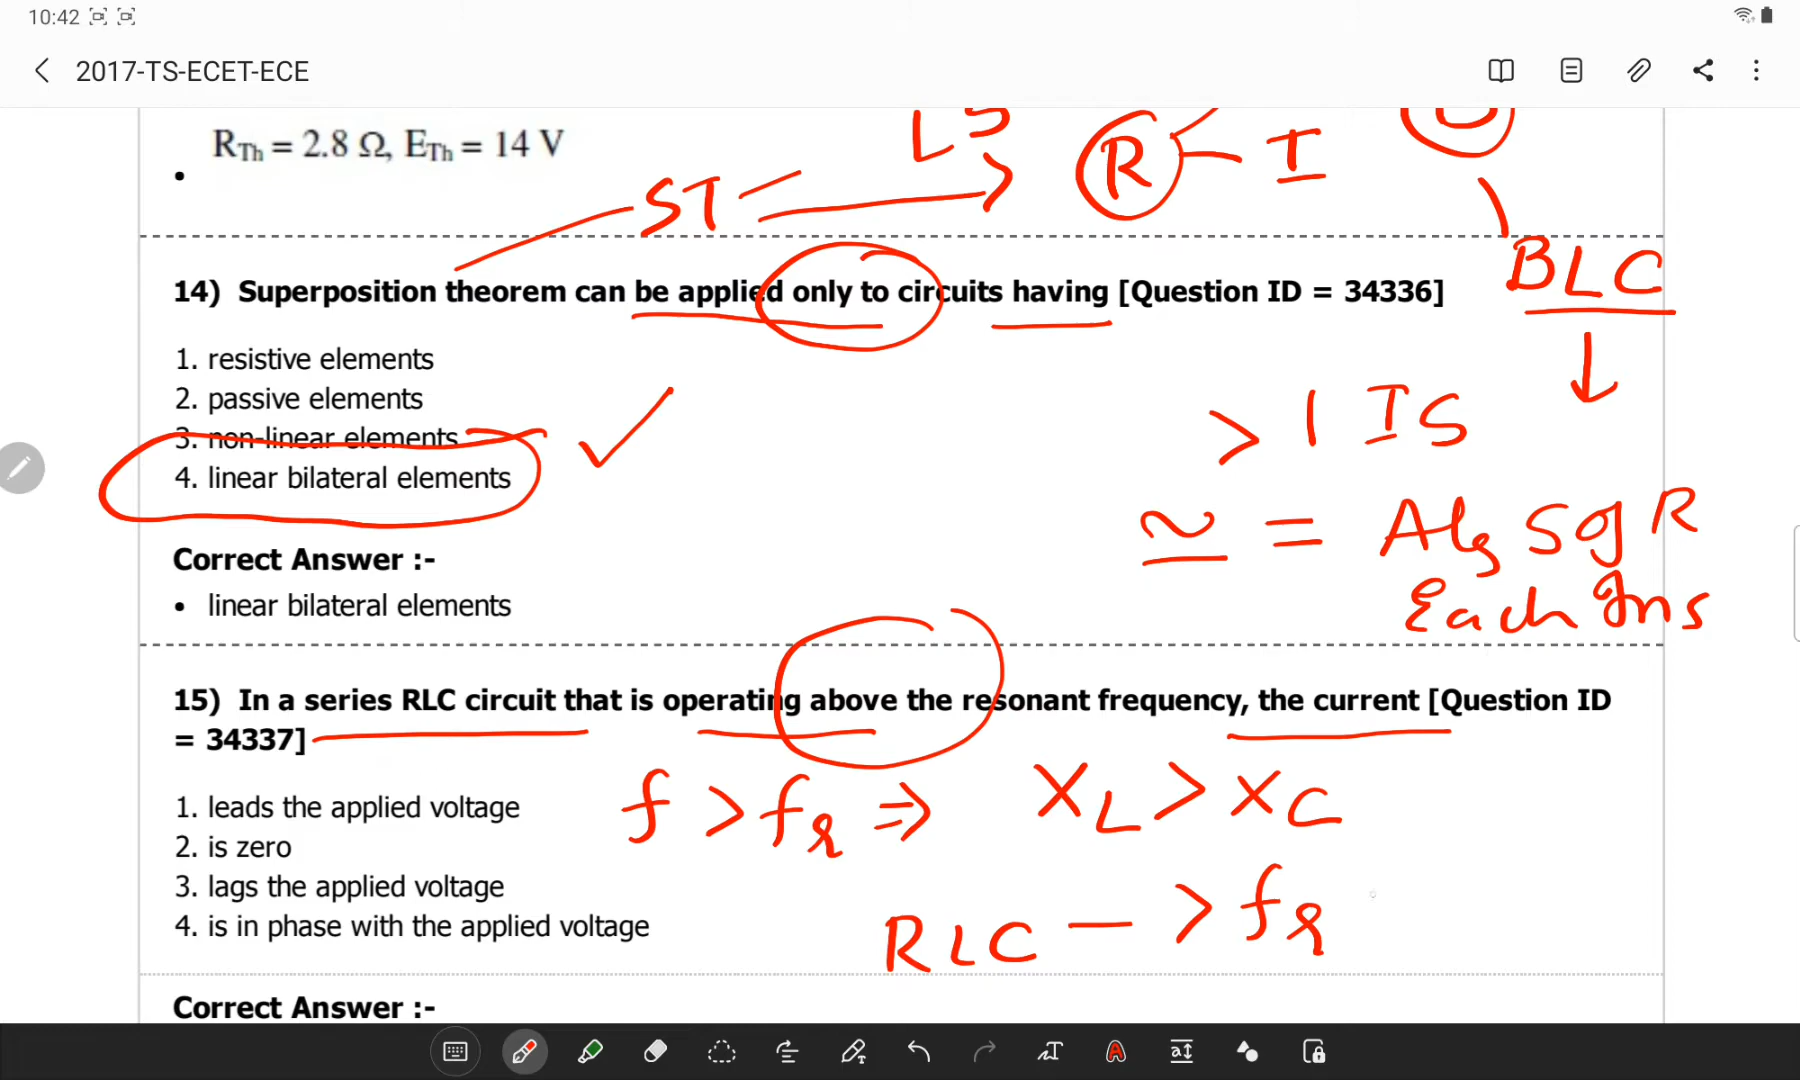 10:42
2017-TS-ECET-ECE
RTh = 2.8 Ω, ETh = 14 V
LS
R
I
ST
BLC
14) Superposition theorem can be applied only to circuits having [Question ID = 34336]
1. resistive elements
2. passive elements
3. non-linear elements
4. linear bilateral elements
> 1 IS
~ = Alg S of R
Each Ins
Correct Answer :-
• linear bilateral elements
15) In a series RLC circuit that is operating above the resonant frequency, the current [Question ID
= 34337]
1. leads the applied voltage
2. is zero
3. lags the applied voltage
4. is in phase with the applied voltage
f > fr ⇒ XL > XC
RLC — > fr
Correct Answer :-